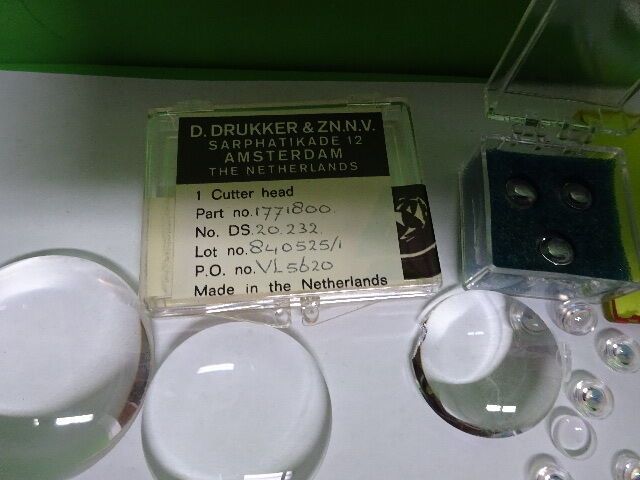 D. DRUKKER & ZN.N.V.
SARPHATIKADE 12
AMSTERDAM
THE NETHERLANDS
1 Cutter head
Part no. 1771800.
No. DS. 20.232.
Lot no. 840525/1
P.O. no. VL5620
Made in the Netherlands